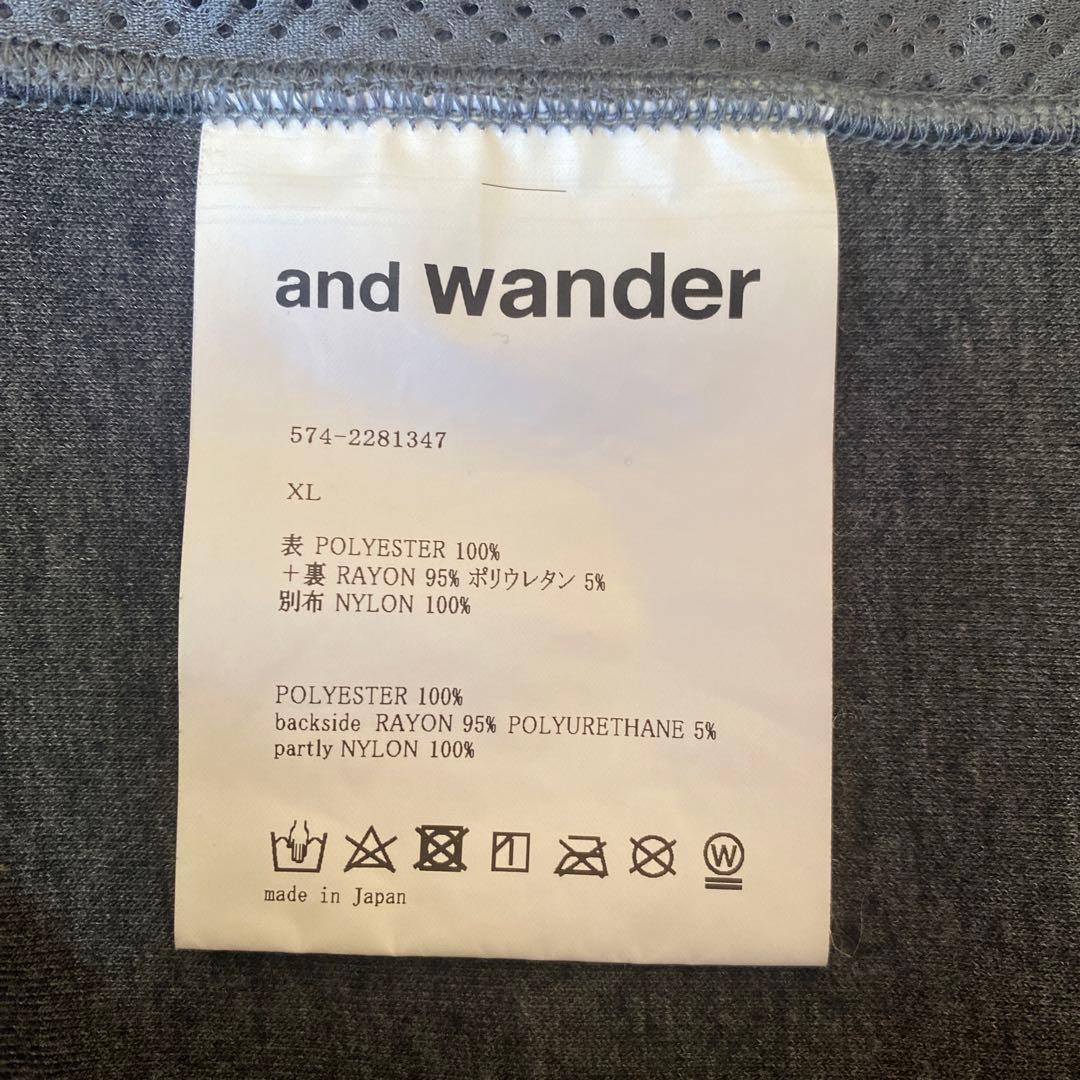 and wander
574-2281347
XL
表 POLYESTER 100%
＋裏 RAYON 95% ポリウレタン 5%
別布 NYLON 100%
POLYESTER 100%
backside RAYON 95% POLYURETHANE 5%
partly NYLON 100%
W
made in Japan